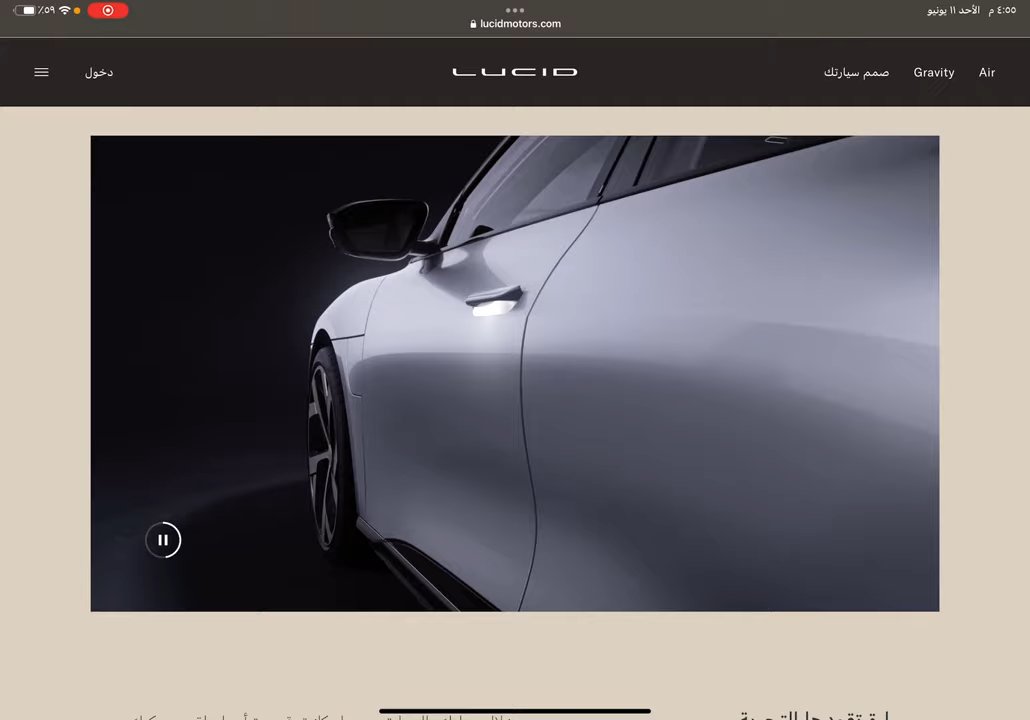 ٤:٥٥ م الأحد ١١ يونيو
٪٥٩
lucidmotors.com
Air
Gravity
صمم سيارتك
LUCID
دخول